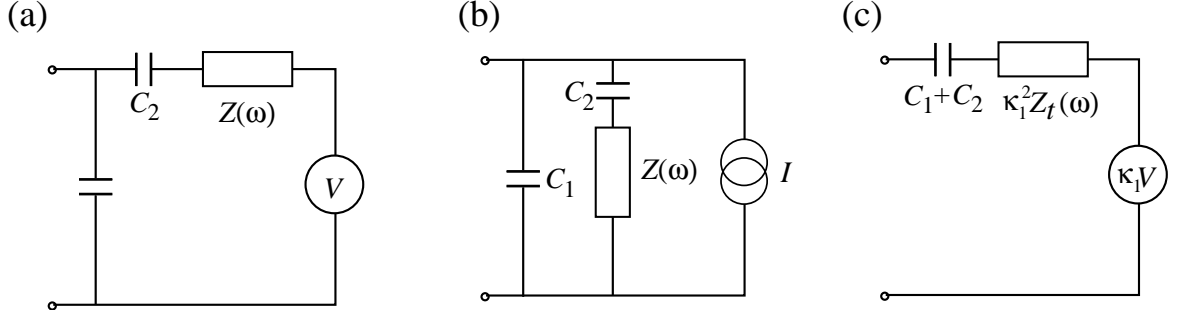 (a)
C₂
Z(ω)
V
(b)
C₂
C₁
Z(ω)
I
(c)
C₁+C₂
κ₁²Zₜ(ω)
κ₁V